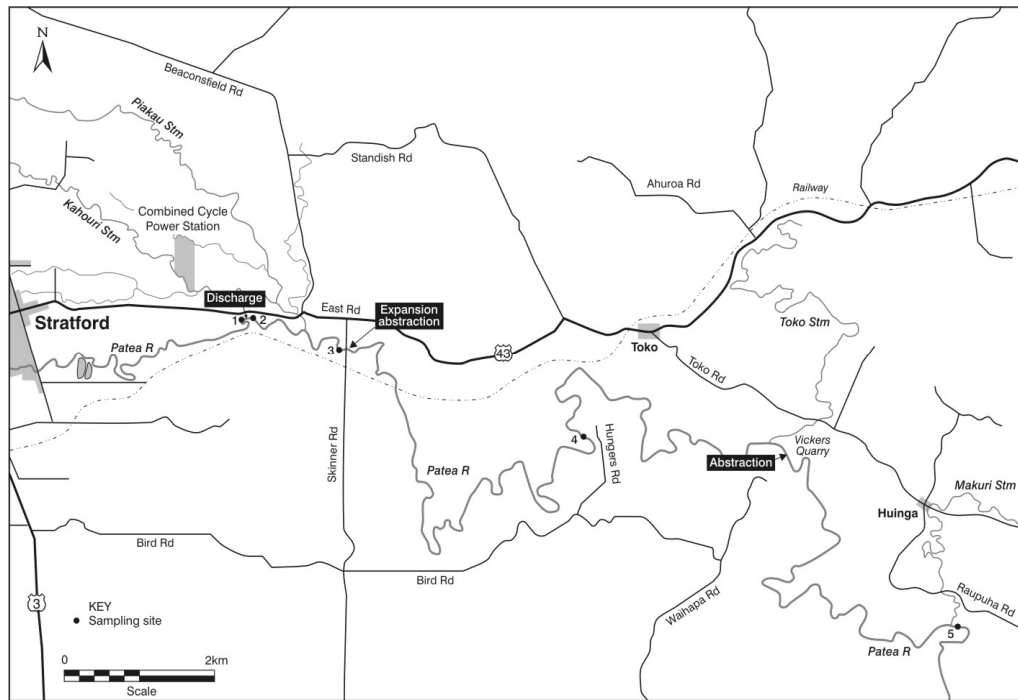 N
Beaconsfield Rd
Piakau Stm
Standish Rd
Ahuroa Rd
Railway
Kahouri Stm
Combined Cycle
Power Station
Discharge
East Rd
Expansion
abstraction
Stratford
1
2
3
Patea R
43
Toko
Toko Stm
Toko Rd
4
Hungers Rd
Skinner Rd
Patea R
Abstraction
Vickers
Quarry
Makuri Stm
Huinga
Bird Rd
Bird Rd
Waihapa Rd
Raupuha Rd
3
KEY
Sampling site
5
Patea R
0
2km
Scale